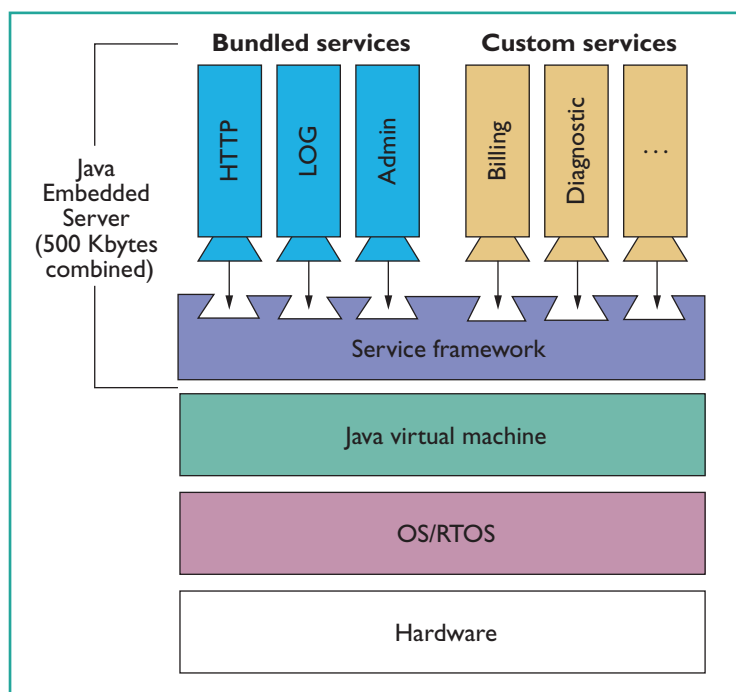 Bundled services
Custom services
HTTP
LOG
Admin
Billing
Diagnostic
...
Java
Embedded
Server
(500 Kbytes
combined)
Service framework
Java virtual machine
OS/RTOS
Hardware